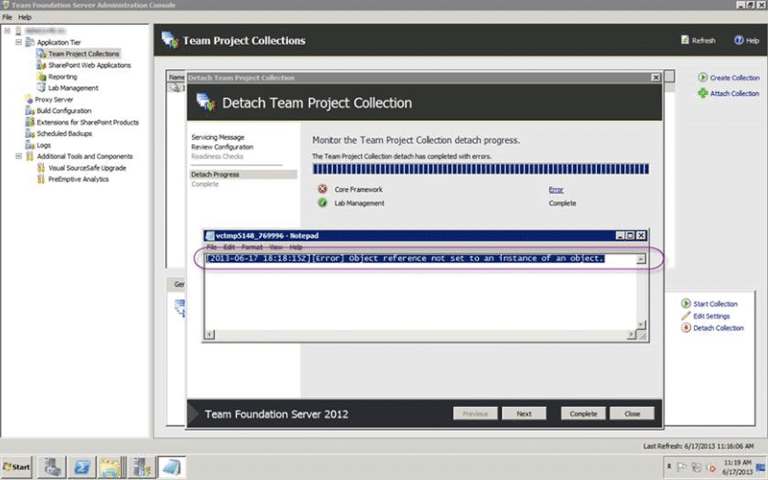 Team Foundation Server Administration Console
File Help
Application Tier
Team Project Collections
SharePoint Web Applications
Reporting
Lab Management
Proxy Server
Build Configuration
Extensions for SharePoint Products
Scheduled Backups
Logs
Additional Tools and Components
Visual SourceSafe Upgrade
PreEmptive Analytics
Team Project Collections
Refresh
Help
Name
Create Collection
Attach Collection
Detach Team Project Collection
Detach Team Project Collection
Servicing Message
Review Configuration
Readiness Checks
Detach Progress
Complete
Monitor the Team Project Collection detach progress.
The Team Project Collection detach has completed with errors.
Core Framework Error
Lab Management Complete
vctmp5148_769996 - Notepad
File Edit Format View Help
[2013-06-17 18:18:15Z][Error] Object reference not set to an instance of an object.
Ger
Start Collection
Edit Settings
Detach Collection
Team Foundation Server 2012
Previous Next Complete Close
Last Refresh: 6/17/2013 11:16:06 AM
Start
11:19 AM
6/17/2013